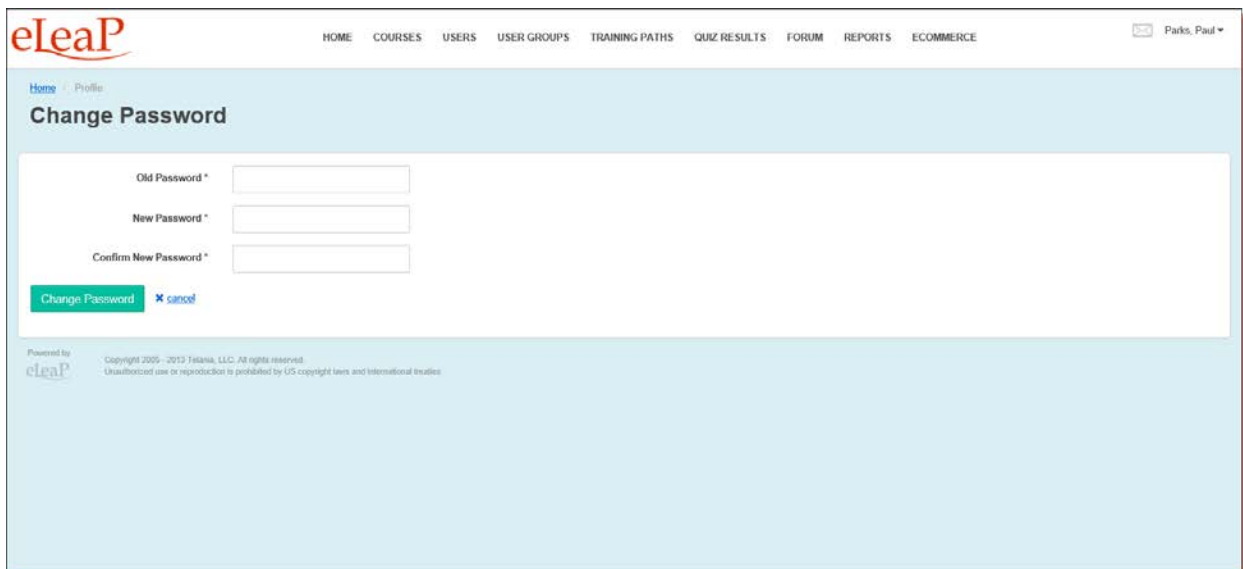 eLeaP
HOME COURSES USERS USER GROUPS TRAINING PATHS QUIZ RESULTS FORUM REPORTS ECOMMERCE
Parks, Paul
Home / Profile
Change Password
Old Password *
New Password *
Confirm New Password *
Change Password ✖ cancel
Powered by
eLeaP
Copyright 2005 - 2013 Telania, LLC. All rights reserved.
Unauthorized use or reproduction is prohibited by US copyright laws and international treaties